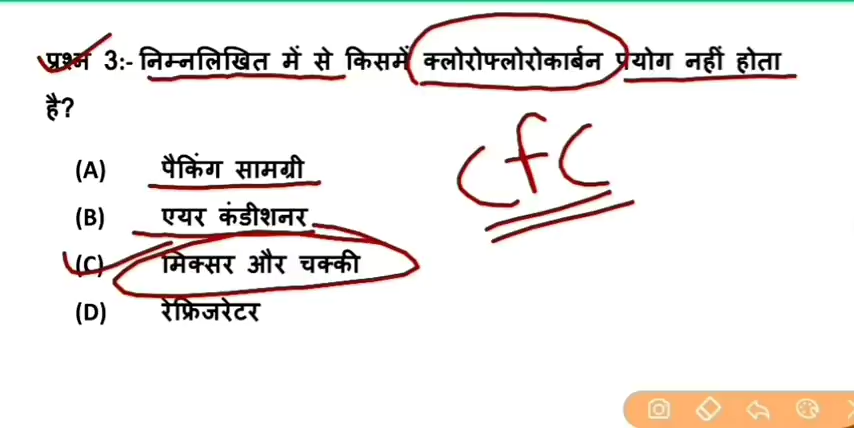 प्रश्न 3:- निम्नलिखित में से किसमें क्लोरोफ्लोरोकार्बन प्रयोग नहीं होता
है?
cfc
(A) पैकिंग सामग्री
(B) एयर कंडीशनर
(C) मिक्सर और चक्की
(D) रेफ्रिजरेटर